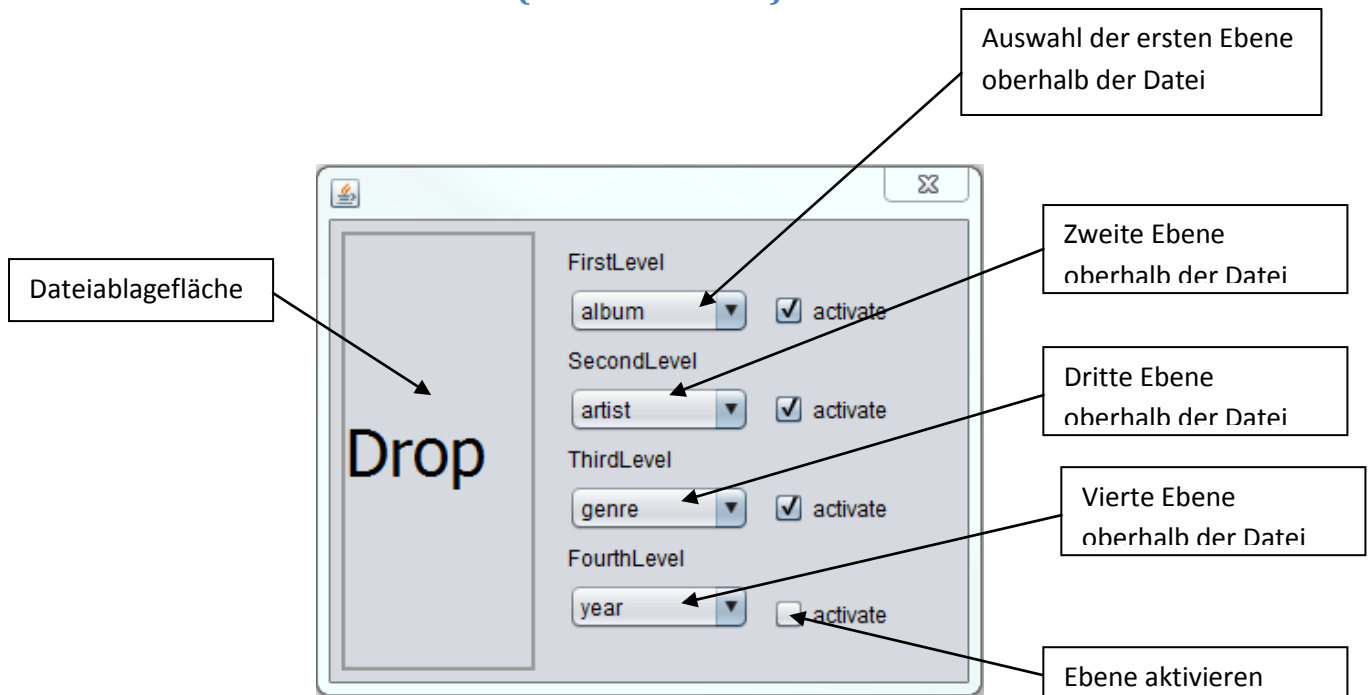 Auswahl der ersten Ebene
oberhalb der Datei
Zweite Ebene
oberhalb der Datei
Dateiablagefläche
FirstLevel
album
activate
SecondLevel
artist
activate
Dritte Ebene
oberhalb der Datei
Drop
ThirdLevel
genre
activate
Vierte Ebene
oberhalb der Datei
FourthLevel
year
activate
Ebene aktivieren